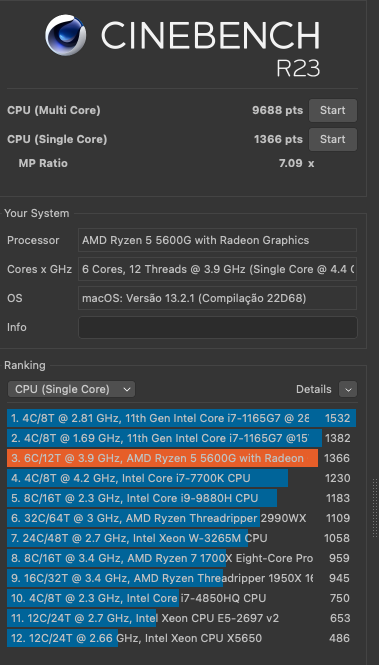 CINEBENCH
R23
CPU (Multi Core) 9688 pts Start
CPU (Single Core) 1366 pts Start
MP Ratio 7.09 x
Your System
Processor AMD Ryzen 5 5600G with Radeon Graphics
Cores x GHz 6 Cores, 12 Threads @ 3.9 GHz (Single Core @ 4.4 G
OS macOS: Versão 13.2.1 (Compilação 22D68)
Info
Ranking
CPU (Single Core) Details
1. 4C/8T @ 2.81 GHz, 11th Gen Intel Core i7-1165G7 @ 28 1532
2. 4C/8T @ 1.69 GHz, 11th Gen Intel Core i7-1165G7 @15 1382
3. 6C/12T @ 3.9 GHz, AMD Ryzen 5 5600G with Radeon 1366
4. 4C/8T @ 4.2 GHz, Intel Core i7-7700K CPU 1230
5. 8C/16T @ 2.3 GHz, Intel Core i9-9880H CPU 1183
6. 32C/64T @ 3 GHz, AMD Ryzen Threadripper 2990WX 1109
7. 24C/48T @ 2.7 GHz, Intel Xeon W-3265M CPU 1058
8. 8C/16T @ 3.4 GHz, AMD Ryzen 7 1700X Eight-Core Pro 959
9. 16C/32T @ 3.4 GHz, AMD Ryzen Threadripper 1950X 16 945
10. 4C/8T @ 2.3 GHz, Intel Core i7-4850HQ CPU 750
11. 12C/24T @ 2.7 GHz, Intel Xeon CPU E5-2697 v2 653
12. 12C/24T @ 2.66 GHz, Intel Xeon CPU X5650 486